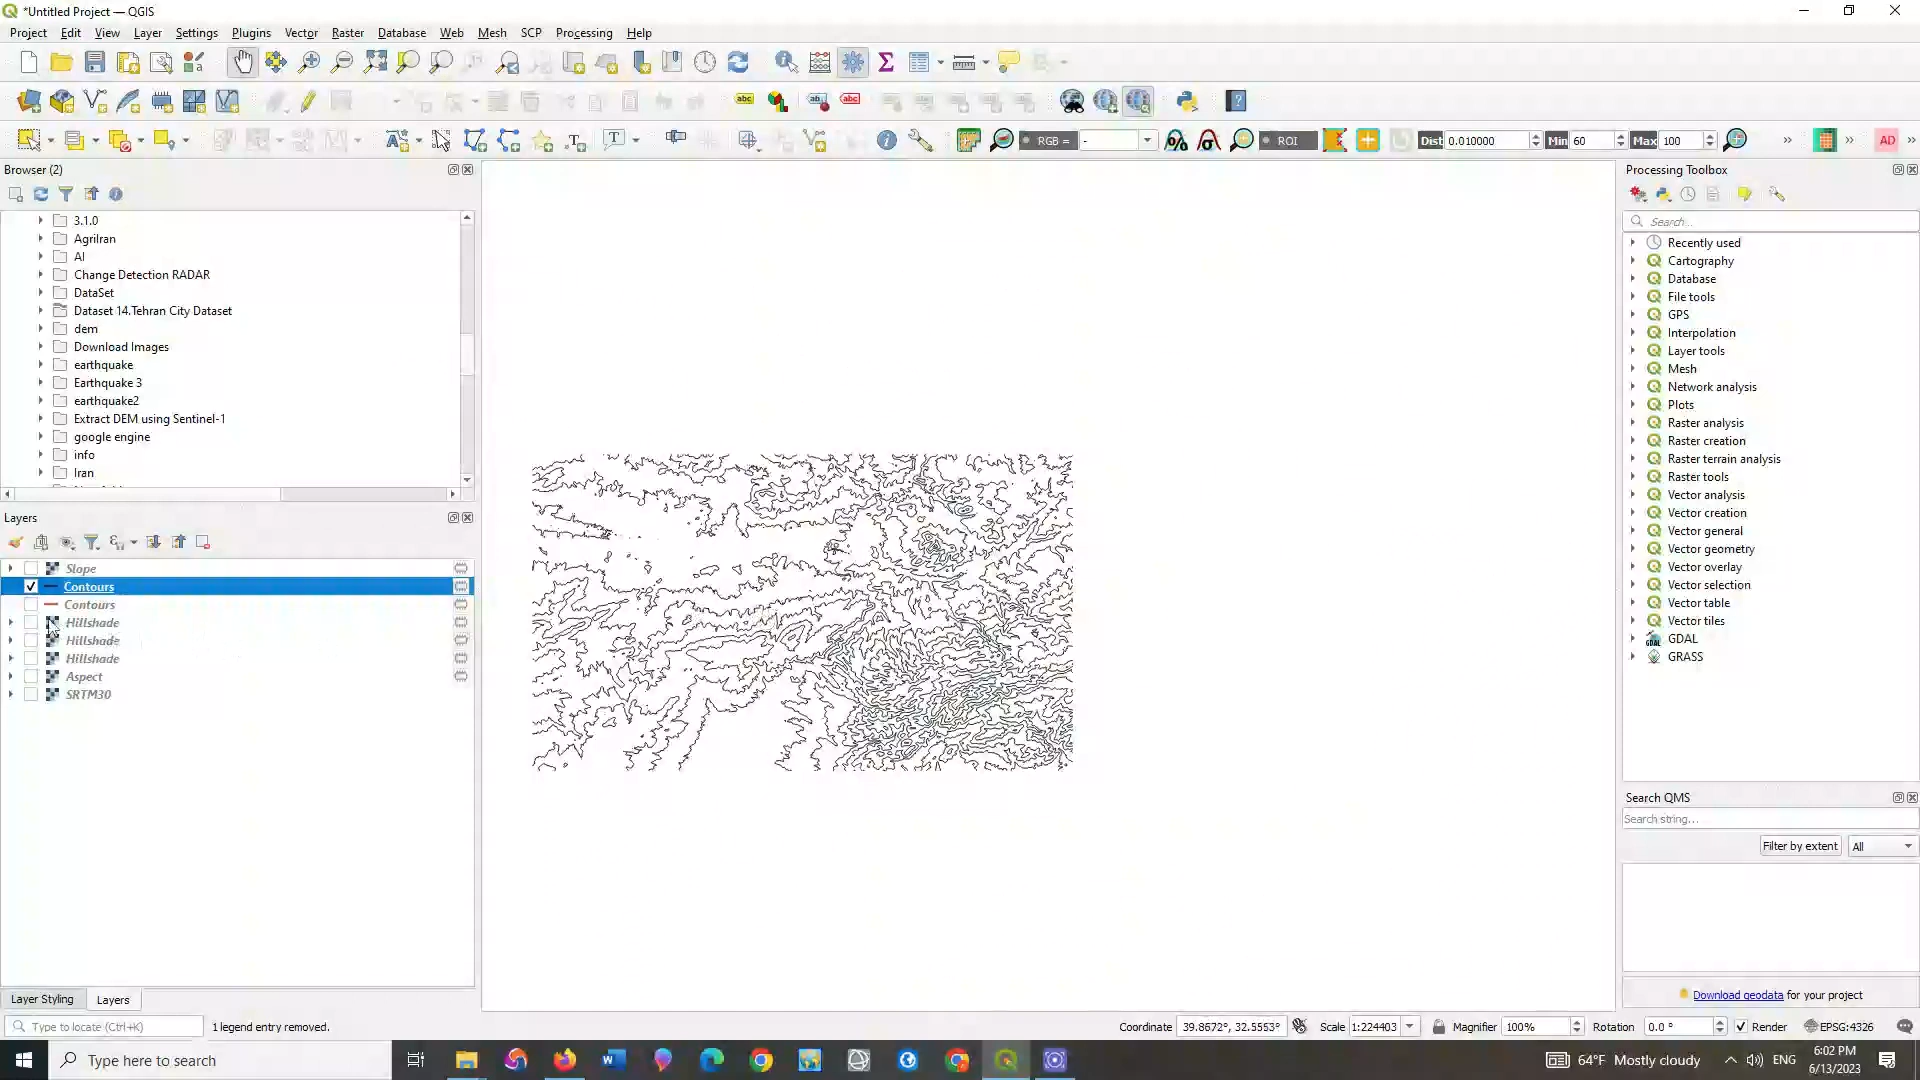 *Untitled Project — QGIS
Project Edit View Layer Settings Plugins Vector Raster Database Web Mesh SCP Processing Help
abc abc abc
RGB = - ROI Dist 0.010000 Min 60 Max 100 » » AD »
Browser (2)
3.1.0
AgriIran
AI
Change Detection RADAR
DataSet
Dataset 14.Tehran City Dataset
dem
Download Images
earthquake
Earthquake 3
earthquake2
Extract DEM using Sentinel-1
google engine
info
Iran
Layers
Slope
Contours
Contours
Hillshade
Hillshade
Hillshade
Aspect
SRTM30
Layer Styling Layers
Processing Toolbox
Search...
Recently used
Cartography
Database
File tools
GPS
Interpolation
Layer tools
Mesh
Network analysis
Plots
Raster analysis
Raster creation
Raster terrain analysis
Raster tools
Vector analysis
Vector creation
Vector general
Vector geometry
Vector overlay
Vector selection
Vector table
Vector tiles
GDAL
GRASS
Search QMS
Search string...
Filter by extent All
Download geodata for your project
Type to locate (Ctrl+K) 1 legend entry removed. Coordinate 39.8672°, 32.5553° Scale 1:224403 Magnifier 100% Rotation 0.0 ° Render EPSG:4326
Type here to search 64°F Mostly cloudy ENG 6:02 PM
6/13/2023